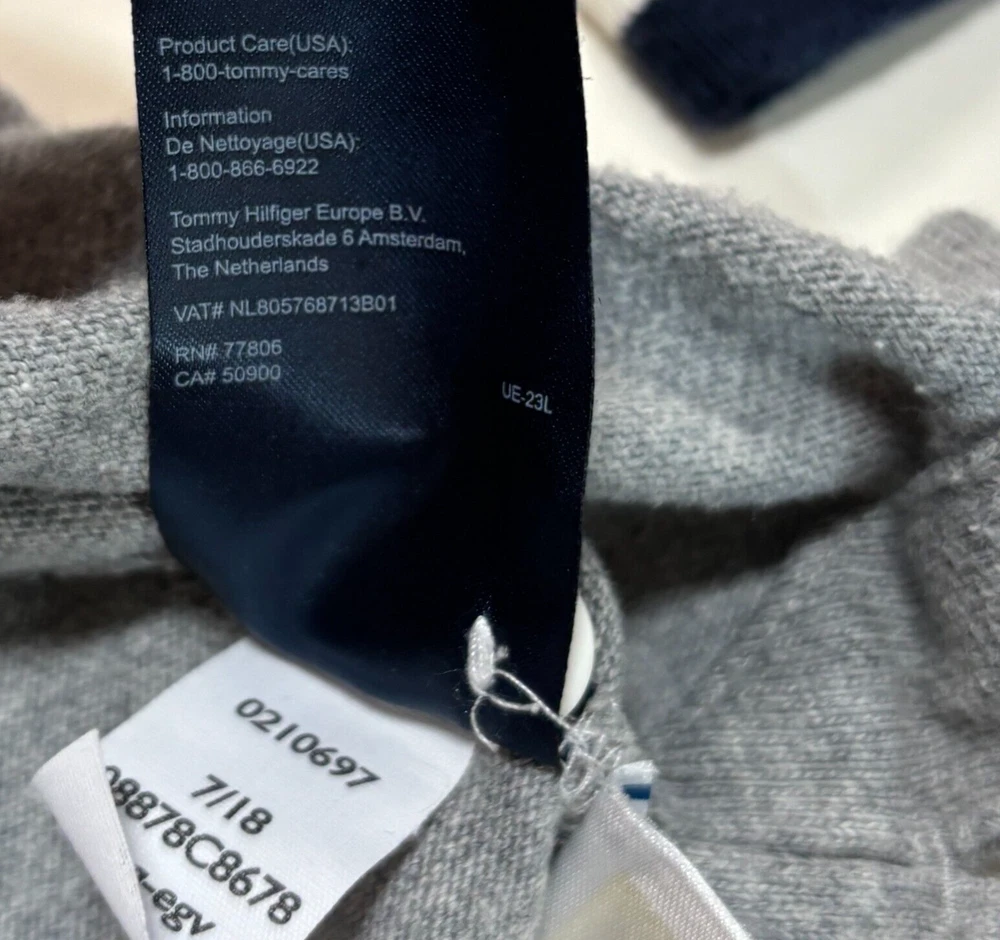 Product Care(USA):
1-800-tommy-cares
Information
De Nettoyage(USA):
1-800-866-6922
Tommy Hilfiger Europe B.V.
Stadhouderskade 6 Amsterdam,
The Netherlands
VAT# NL805768713B01
RN# 77806
CA# 50900
UE-23L
0210697
7/18